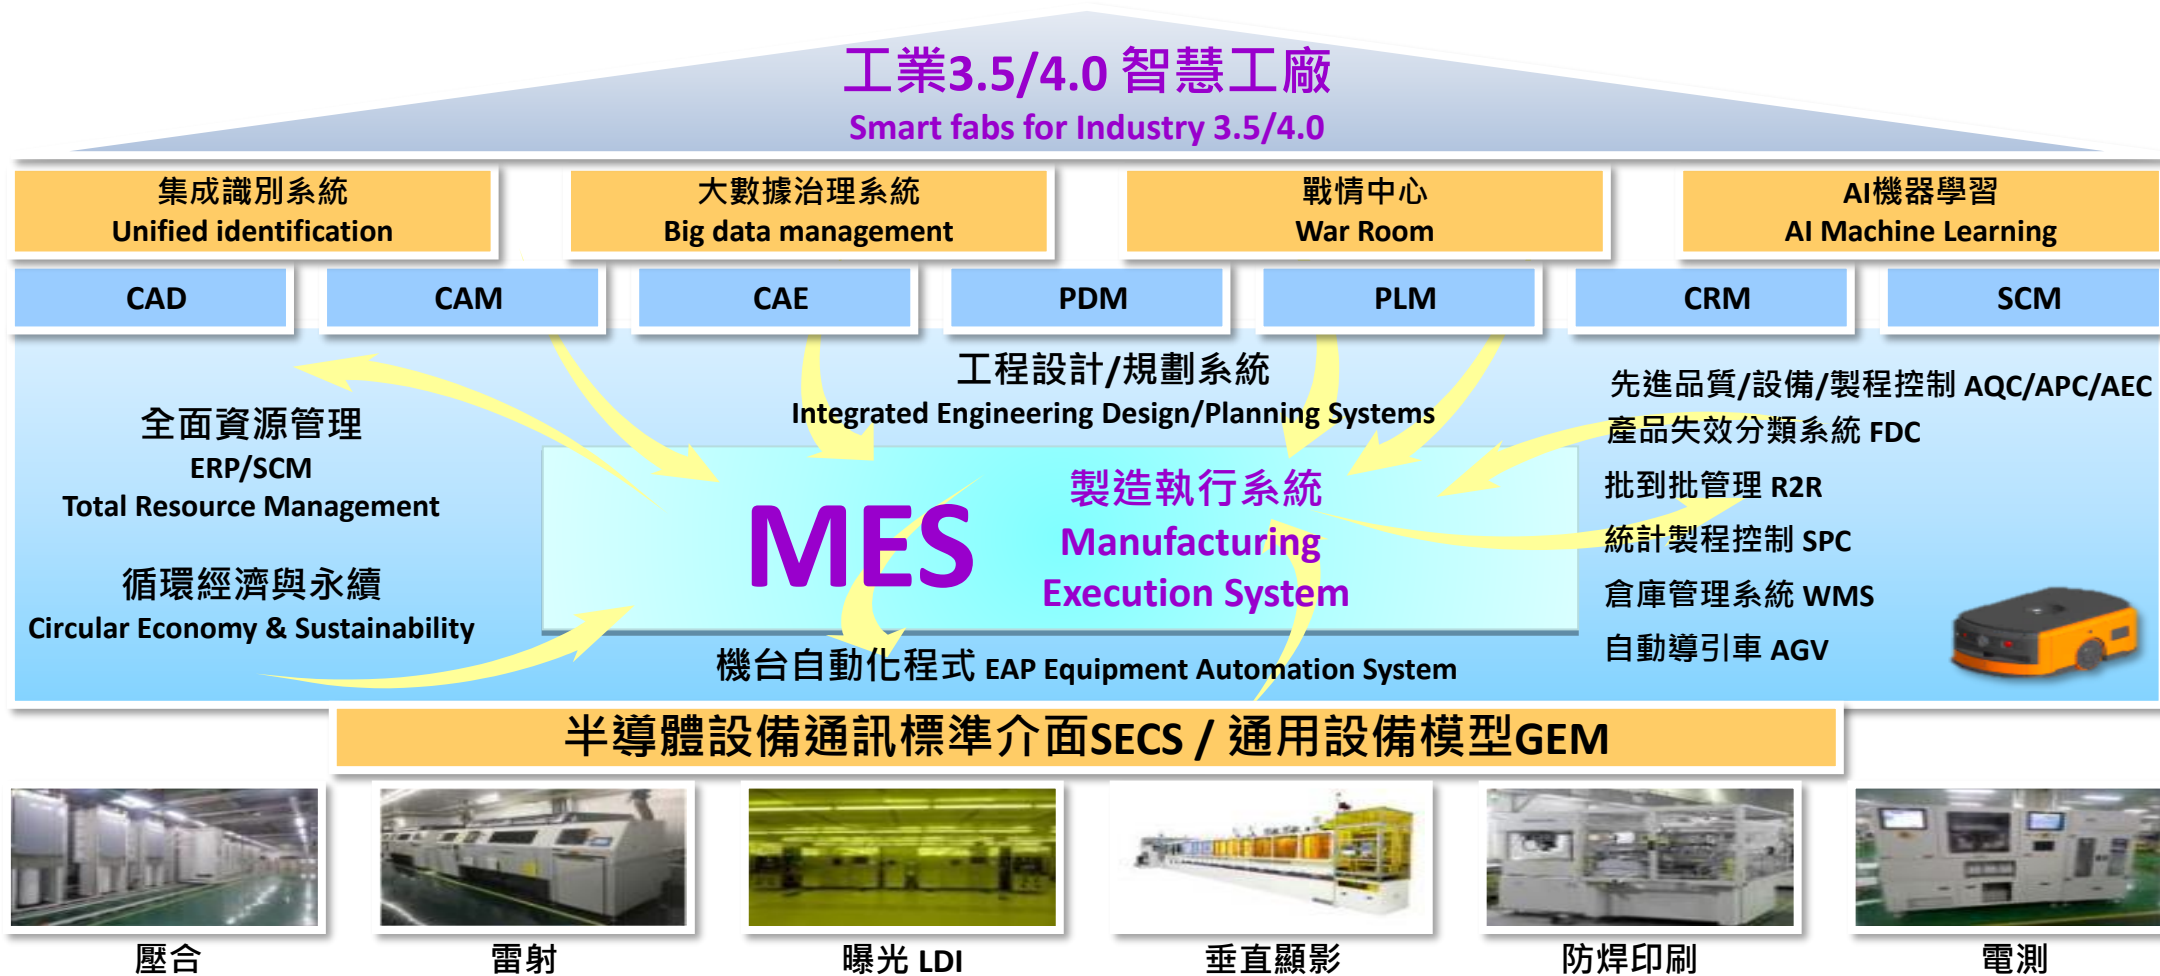 工業3.5/4.0 智慧工廠
Smart fabs for Industry 3.5/4.0
集成識別系統
Unified identification
大數據治理系統
Big data management
戰情中心
War Room
AI機器學習
AI Machine Learning
CAD
CAM
CAE
PDM
PLM
CRM
SCM
工程設計/規劃系統
Integrated Engineering Design/Planning Systems
全面資源管理
ERP/SCM
Total Resource Management
循環經濟與永續
Circular Economy & Sustainability
MES
製造執行系統
Manufacturing
Execution System
先進品質/設備/製程控制 AQC/APC/AEC
產品失效分類系統 FDC
批到批管理 R2R
統計製程控制 SPC
倉庫管理系統 WMS
自動導引車 AGV
機台自動化程式 EAP Equipment Automation System
半導體設備通訊標準介面SECS / 通用設備模型GEM
壓合
雷射
曝光 LDI
垂直顯影
防焊印刷
電測